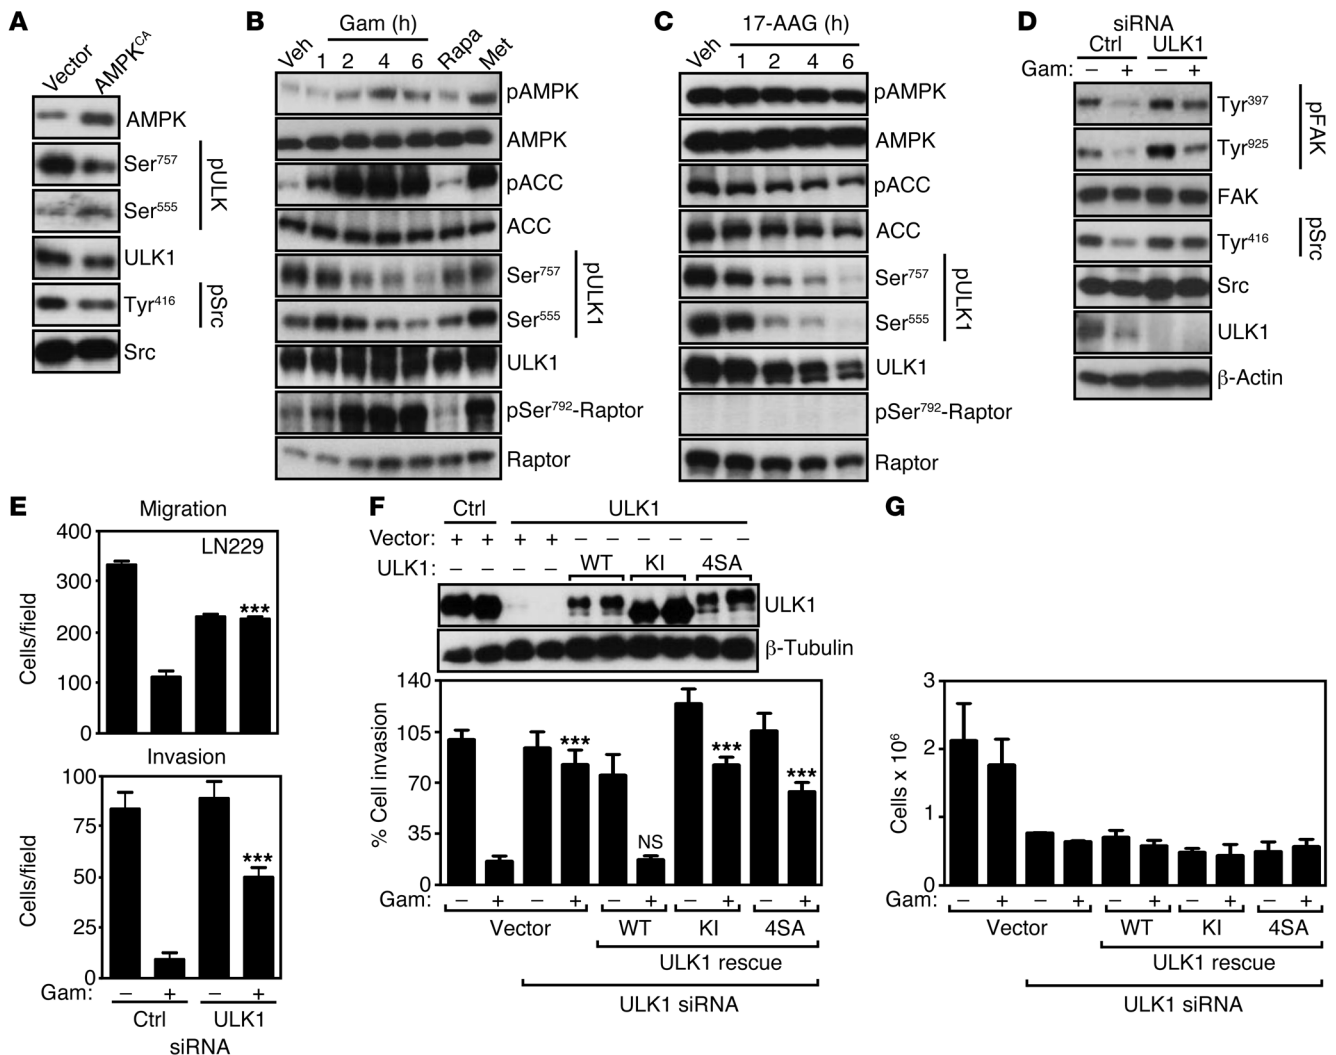 A
Vector
AMPKCA
AMPK
Ser757
Ser555
pULK
ULK1
Tyr416
pSrc
Src
B
Gam (h)
Veh 1 2 4 6 Rapa Met
pAMPK
AMPK
pACC
ACC
Ser757
Ser555
pULK1
ULK1
pSer792-Raptor
Raptor
C
17-AAG (h)
Veh 1 2 4 6
pAMPK
AMPK
pACC
ACC
Ser757
Ser555
pULK1
ULK1
pSer792-Raptor
Raptor
D
siRNA
Ctrl ULK1
Gam: – + – +
Tyr397
Tyr925
pFAK
FAK
Tyr416
pSrc
Src
ULK1
β-Actin
E
Migration
LN229
Cells/field
400
300
200
100
0
***
Invasion
Cells/field
100
75
50
25
0
***
Gam: – + – +
Ctrl ULK1
siRNA
F
Ctrl ULK1
Vector: + + + + – – – – – –
ULK1: – – – – WT KI 4SA
ULK1
β-Tubulin
% Cell invasion
140
105
70
35
0
*** NS *** ***
Gam: – + – + – + – + – +
Vector WT KI 4SA
ULK1 rescue
ULK1 siRNA
G
Cells x 106
3
2
1
0
Gam: – + – + – + – + – +
Vector WT KI 4SA
ULK1 rescue
ULK1 siRNA